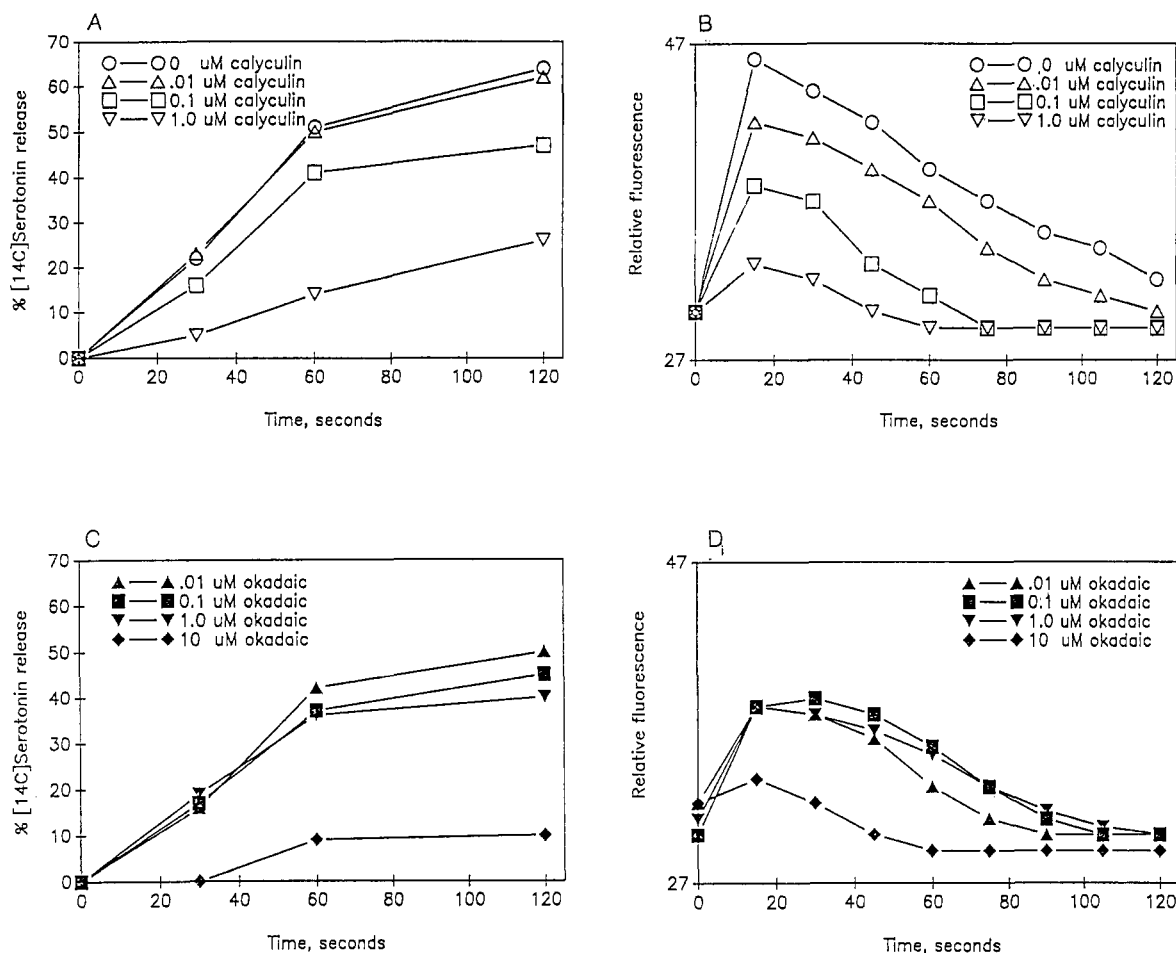 A
% [14C]Serotonin release
70
60
50
40
30
20
10
0
0 uM calyculin
.01 uM calyculin
0.1 uM calyculin
1.0 uM calyculin
0 20 40 60 80 100 120
Time, seconds
B
Relative fluorescence
47
27
0 uM calyculin
.01 uM calyculin
0.1 uM calyculin
1.0 uM calyculin
0 20 40 60 80 100 120
Time, seconds
C
% [14C]Serotonin release
70
60
50
40
30
20
10
0
.01 uM okadaic
0.1 uM okadaic
1.0 uM okadaic
10 uM okadaic
0 20 40 60 80 100 120
Time, seconds
D
Relative fluorescence
47
27
.01 uM okadaic
0.1 uM okadaic
1.0 uM okadaic
10 uM okadaic
0 20 40 60 80 100 120
Time, seconds